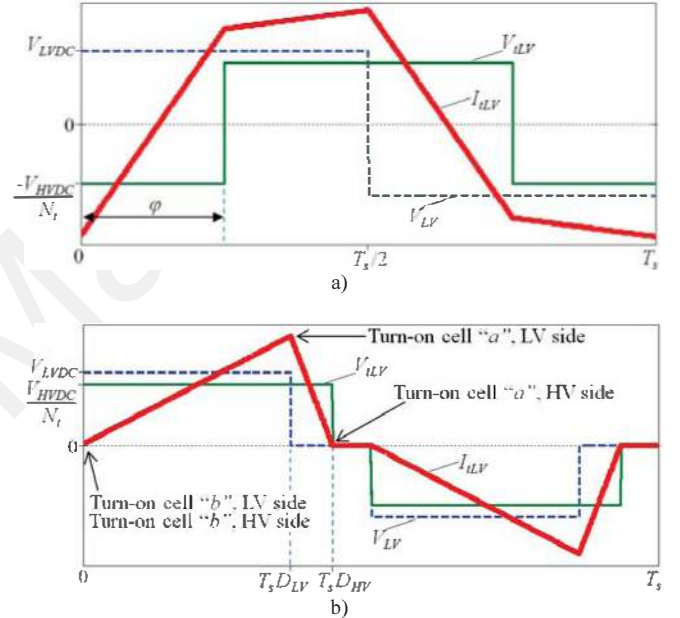 V_LVDC
V_tLV
I_tLV
0
-V_HVDC
N_t
φ
V_LV
0
T_s/2
T_s
a)
Turn-on cell "a", LV side
V_LVDC
V_tLV
V_HVDC
N_t
Turn-on cell "a", HV side
0
I_tLV
Turn-on cell "b", LV side
Turn-on cell "b", HV side
V_LV
0
T_sD_LV
T_sD_HV
T_s
b)